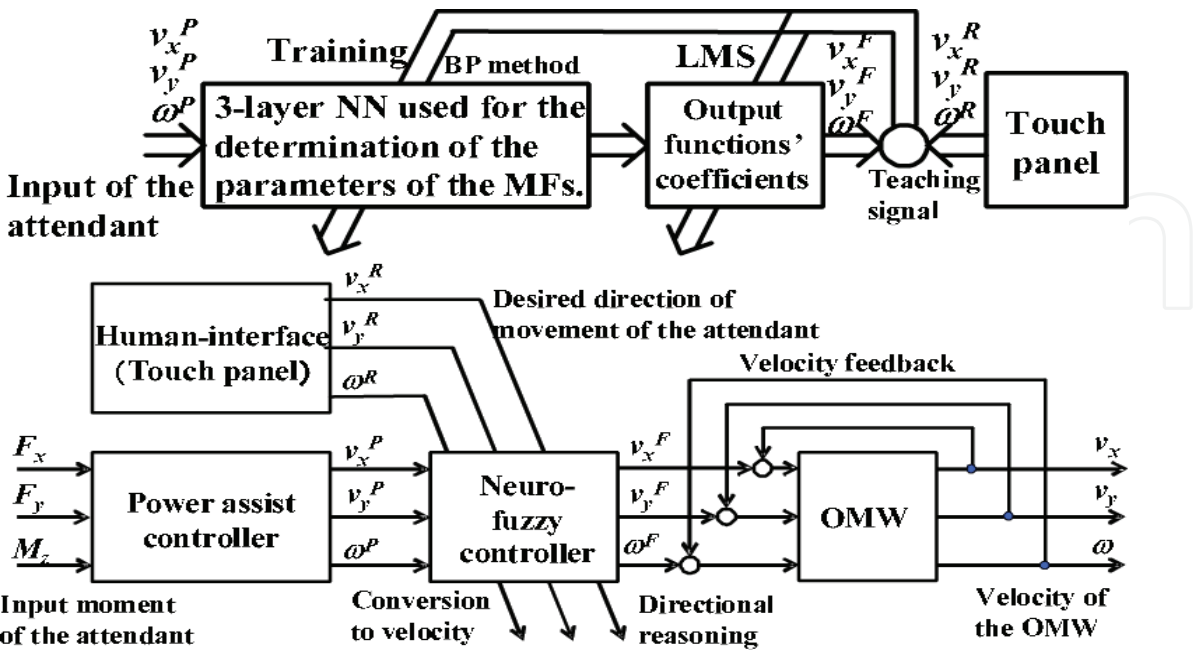 v_x^P
v_y^P
ω^P
Training
BP method
LMS
v_x^F
v_y^F
ω^F
v_x^R
v_y^R
ω^R
3-layer NN used for the
determination of the
parameters of the MFs.
Output
functions’
coefficients
Touch
panel
Teaching
signal
Input of the
attendant
Human-interface
(Touch panel)
v_x^R
v_y^R
ω^R
Desired direction of
movement of the attendant
Velocity feedback
F_x
F_y
M_z
Power assist
controller
v_x^P
v_y^P
ω^P
Neuro-
fuzzy
controller
v_x^F
v_y^F
ω^F
OMW
v_x
v_y
ω
Input moment
of the attendant
Conversion
to velocity
Directional
reasoning
Velocity of
the OMW